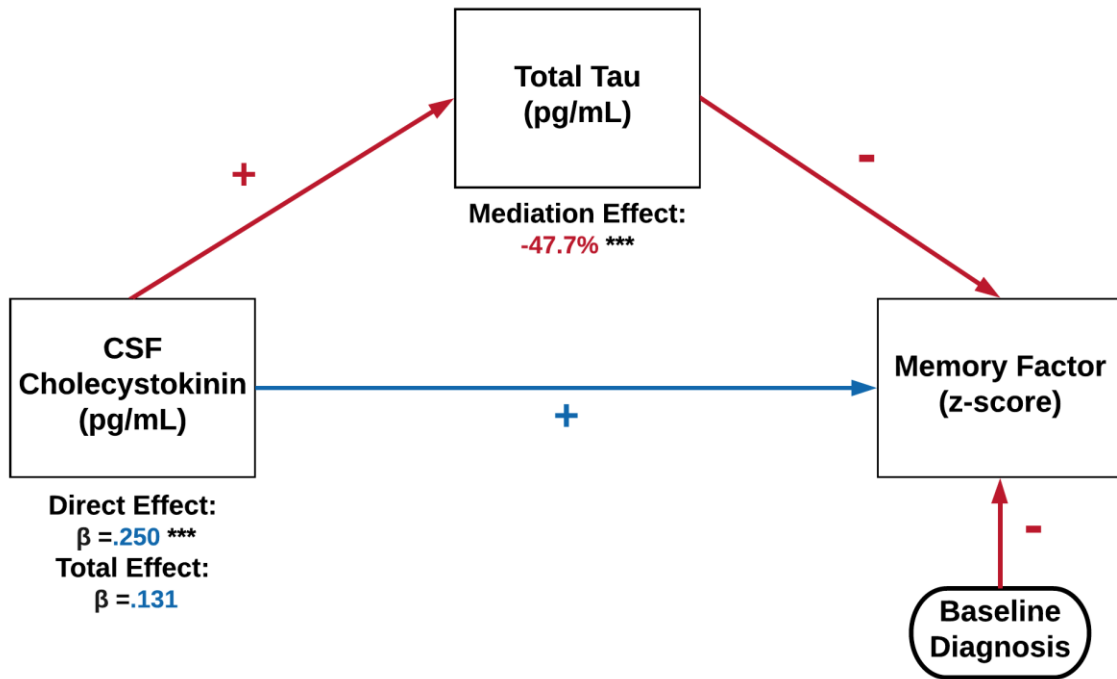 Total Tau
(pg/mL)
+
-
Mediation Effect:
-47.7% ***
CSF
Cholecystokinin
(pg/mL)
+
Memory Factor
(z-score)
Direct Effect:
β =.250 ***
Total Effect:
β =.131
-
Baseline
Diagnosis